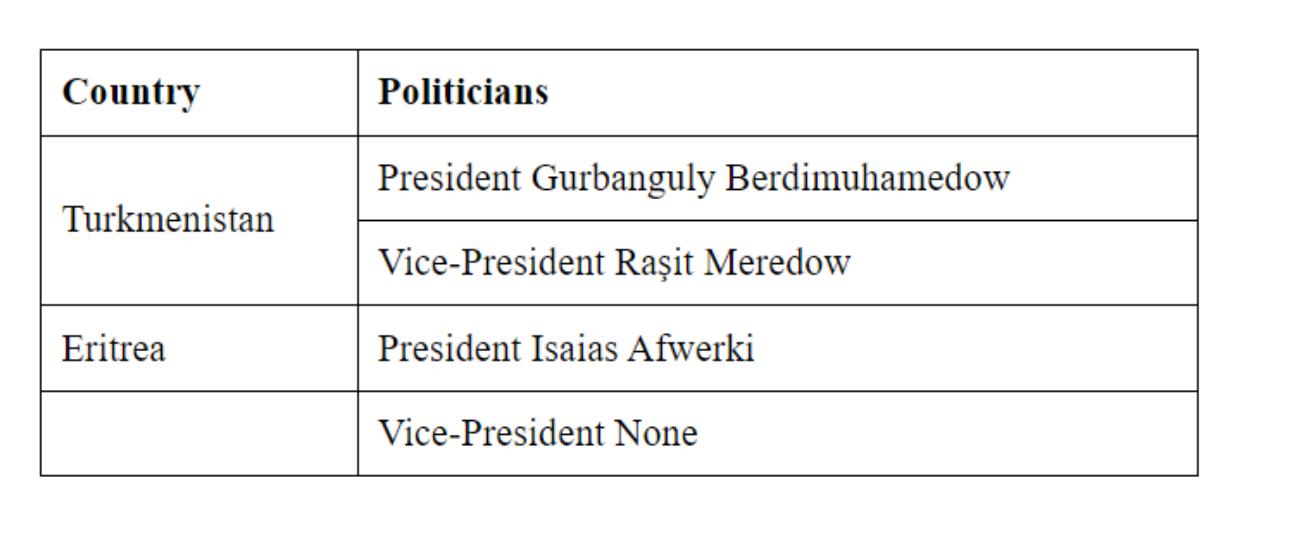 Country Politicians
Turkmenistan
President Gurbanguly Berdimuhamedow
Vice-President Raşit Meredow
Eritrea President Isaias Afwerki
Vice-President None